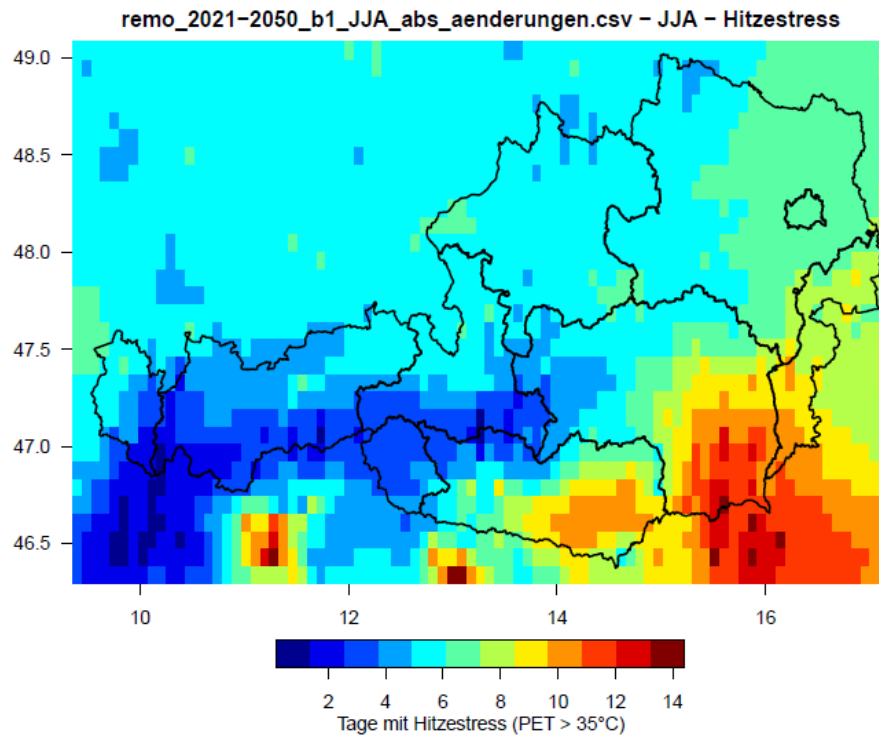 remo_2021−2050_b1_JJA_abs_aenderungen.csv − JJA − Hitzestress
49.0
48.5
48.0
47.5
47.0
46.5
10 12 14 16
2 4 6 8 10 12 14
Tage mit Hitzestress (PET > 35°C)